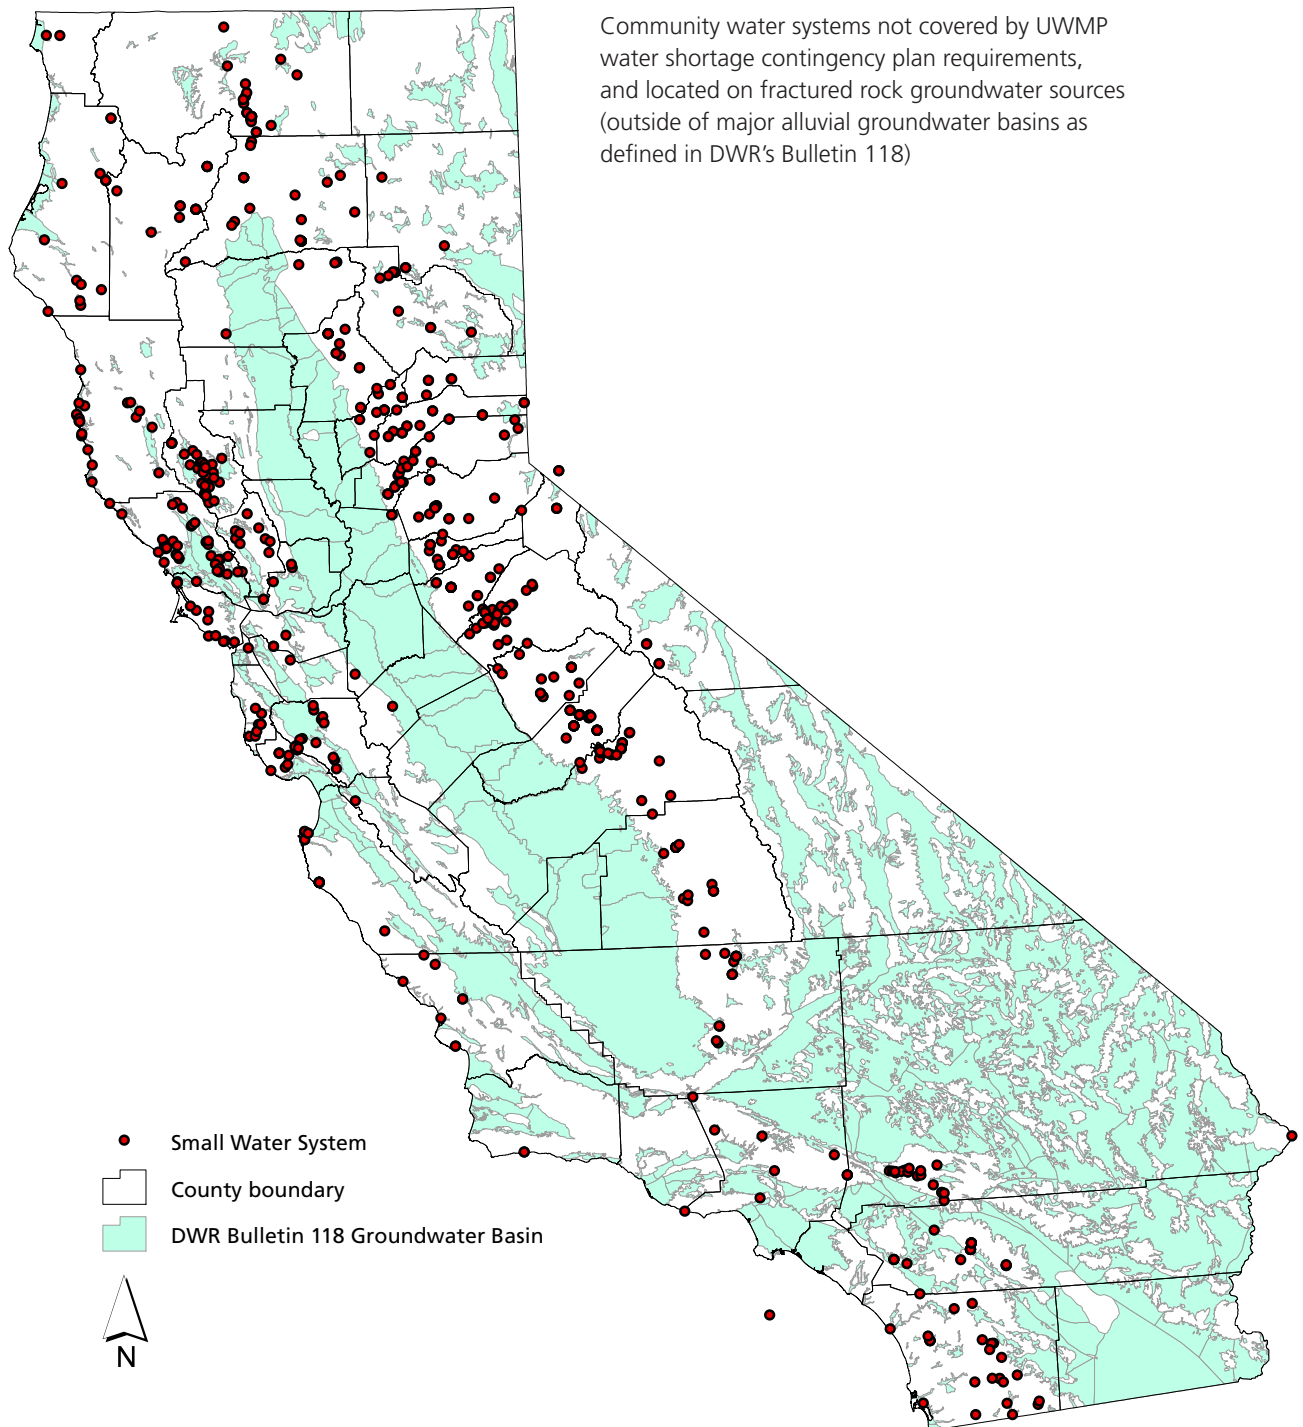 Community water systems not covered by UWMP
water shortage contingency plan requirements,
and located on fractured rock groundwater sources
(outside of major alluvial groundwater basins as
defined in DWR’s Bulletin 118)
Small Water System
County boundary
DWR Bulletin 118 Groundwater Basin
N